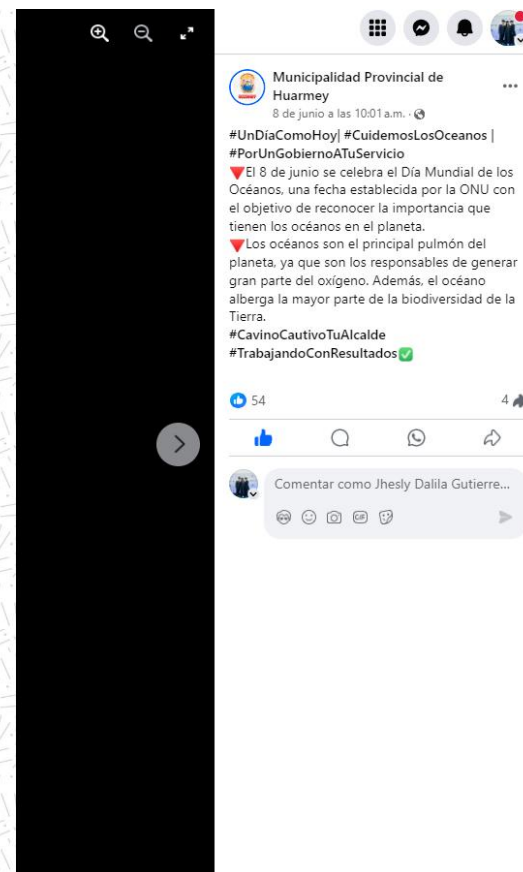 Municipalidad Provincial de
Huarmey
8 de junio a las 10:01 a.m. ·
#UnDíaComoHoy| #CuidemosLosOceanos |
#PorUnGobiernoATuServicio
🔻El 8 de junio se celebra el Día Mundial de los
Océanos, una fecha establecida por la ONU con
el objetivo de reconocer la importancia que
tienen los océanos en el planeta.
🔻Los océanos son el principal pulmón del
planeta, ya que son los responsables de generar
gran parte del oxígeno. Además, el océano
alberga la mayor parte de la biodiversidad de la
Tierra.
#CavinoCautivoTuAlcalde
#TrabajandoConResultados✅
54
4
Comentar como Jhesly Dalila Gutierre...
GIF